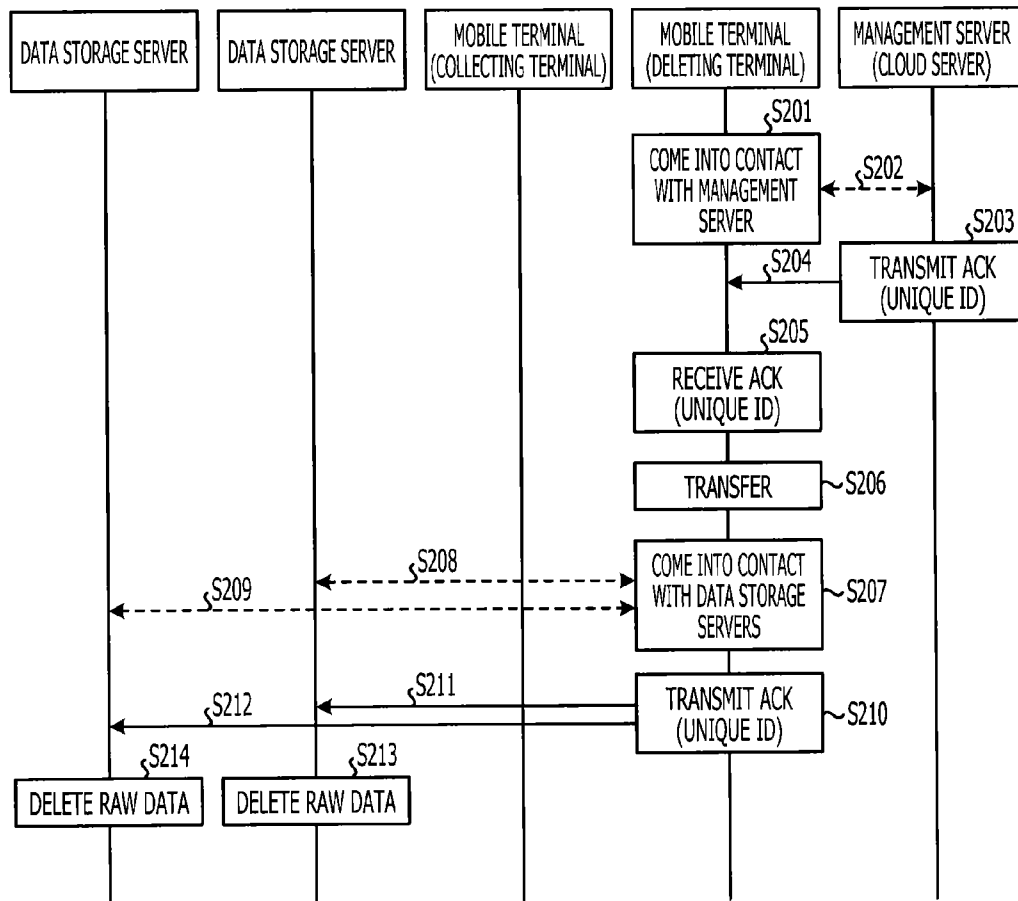 DATA STORAGE SERVER
DATA STORAGE SERVER
MOBILE TERMINAL
(COLLECTING TERMINAL)
MOBILE TERMINAL
(DELETING TERMINAL)
MANAGEMENT SERVER
(CLOUD SERVER)
S201
COME INTO CONTACT
WITH MANAGEMENT
SERVER
S202
S203
TRANSMIT ACK
(UNIQUE ID)
S204
S205
RECEIVE ACK
(UNIQUE ID)
TRANSFER
S206
COME INTO CONTACT
WITH DATA STORAGE
SERVERS
S207
S208
S209
TRANSMIT ACK
(UNIQUE ID)
S210
S211
S212
S214
DELETE RAW DATA
S213
DELETE RAW DATA